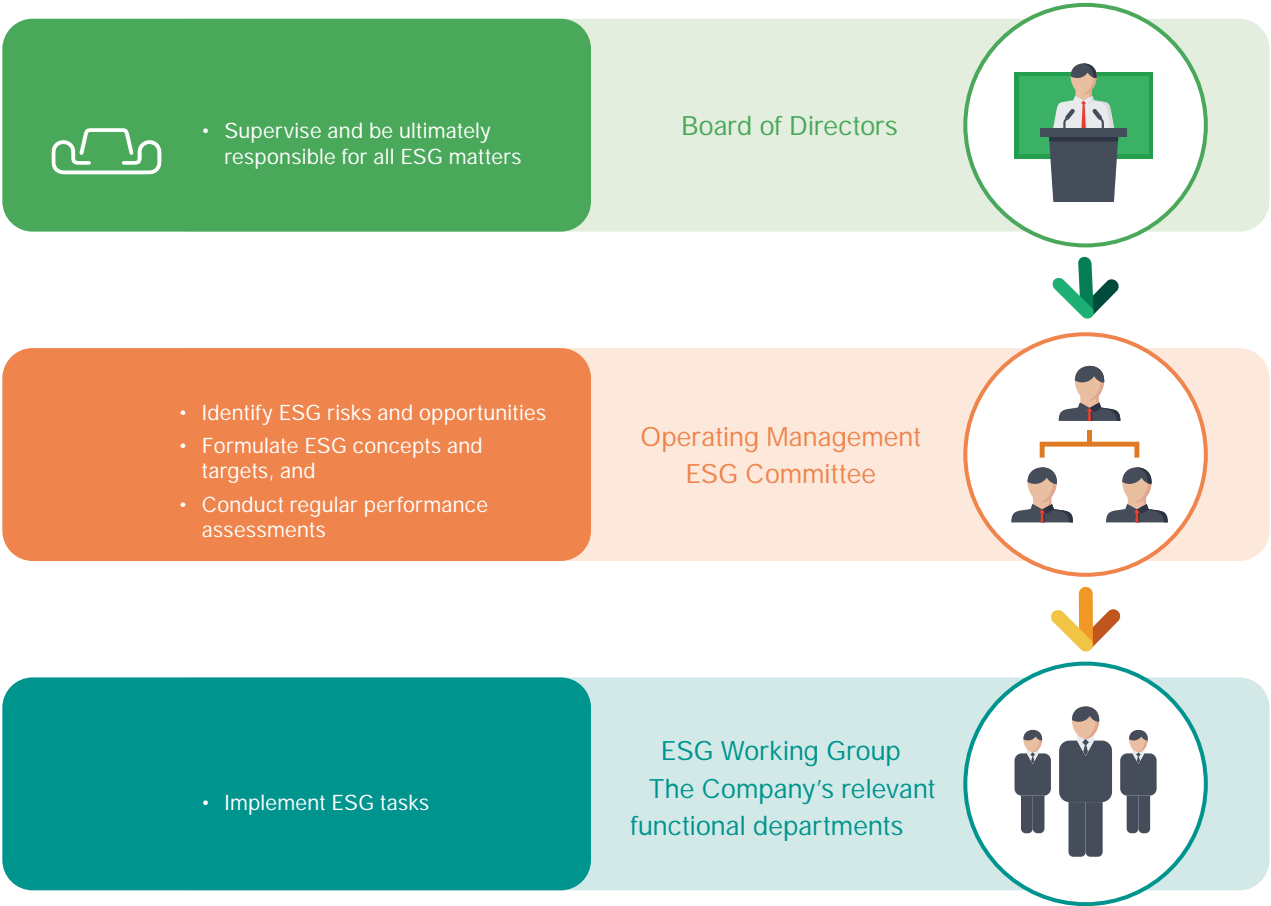 • Supervise and be ultimately
responsible for all ESG matters
Board of Directors
• Identify ESG risks and opportunities
• Formulate ESG concepts and
targets, and
• Conduct regular performance
assessments
Operating Management
ESG Committee
• Implement ESG tasks
ESG Working Group
The Company’s relevant
functional departments